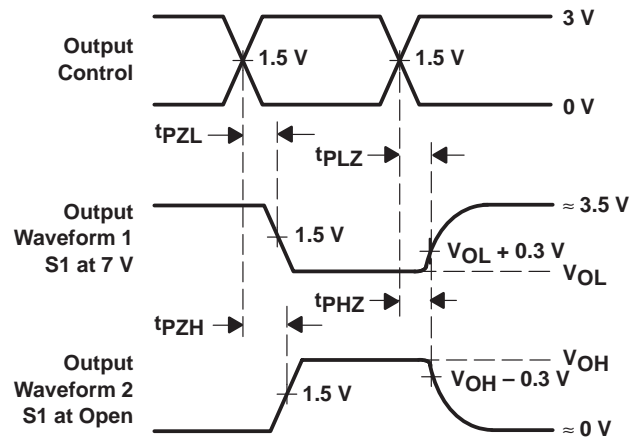 3 V
Output
Control
1.5 V
1.5 V
0 V
tPZL
tPLZ
Output
Waveform 1
S1 at 7 V
≈ 3.5 V
1.5 V
VOL + 0.3 V
VOL
tPHZ
tPZH
Output
Waveform 2
S1 at Open
VOH
1.5 V
VOH – 0.3 V
≈ 0 V